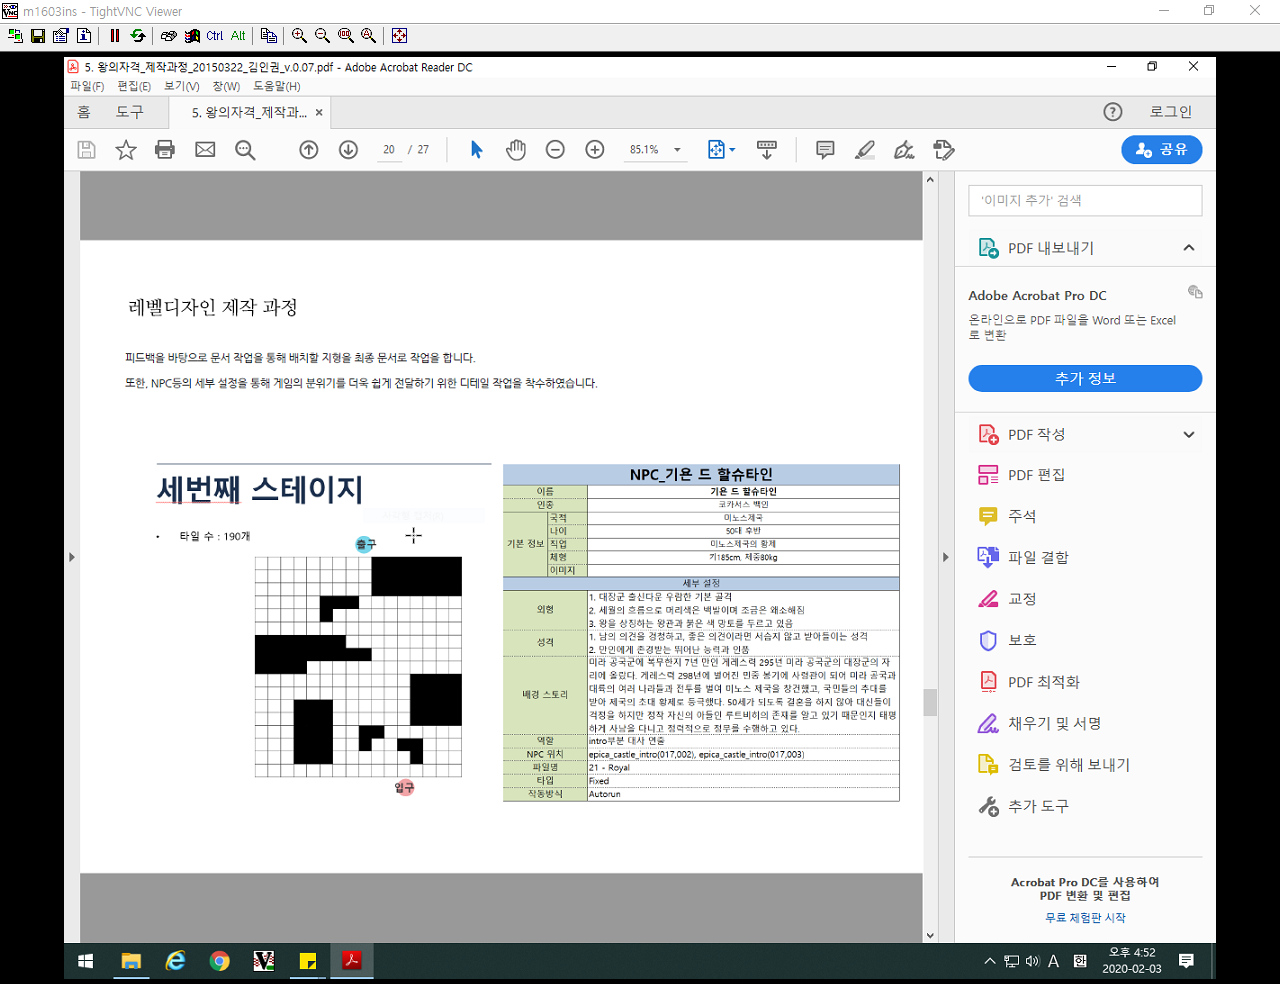 m1603ins - TightVNC Viewer
Ctrl Alt
5. 왕의자격_제작과정_20150322_김인권_v.0.07.pdf - Adobe Acrobat Reader DC
파일(F) 편집(E) 보기(V) 창(W) 도움말(H)
홈 도구 5. 왕의자격_제작과... × 로그인
20 / 27 85.1% 공유
레벨디자인 제작 과정
피드백을 바탕으로 문서 작업을 통해 배치할 지형을 최종 문서로 작업을 합니다.
또한, NPC등의 세부 설정을 통해 게임의 분위기를 더욱 쉽게 전달하기 위한 디테일 작업을 착수하였습니다.
세번째 스테이지
• 타일 수 : 190개
출구
입구
NPC_기욘 드 할슈타인
이름 기욘 드 할슈타인
인종 코카서스 백인
기본 정보
국적 미노스제국
나이 50대 후반
직업 미노스제국의 황제
체형 키185cm, 체중80kg
이미지
세부 설정
외형
1. 대장군 출신다운 우람한 기본 골격
2. 세월의 흐름으로 머리색은 백발이며 조금은 왜소해짐
3. 왕을 상징하는 왕관과 붉은 색 망토를 두르고 있음
성격
1. 남의 의견을 경청하고, 좋은 의견이라면 서슴지 않고 받아들이는 성격
2. 만인에게 존경받는 뛰어난 능력과 인품
배경 스토리
미라 공국군에 복무한지 7년 만인 게레스력 295년 미라 공국의 대장군의 자
리에 올랐다. 게레스력 298년에 벌어진 민중 봉기에 사령관이 되어 미라 공국과
대륙의 여러 나라들과 전투를 벌여 미노스 제국을 창건했고, 국민들의 추대를
받아 제국의 초대 황제로 등극했다. 50세가 되도록 결혼을 하지 않아 대신들이
걱정을 하지만 정작 자신의 아들인 루트비히의 존재를 알고 있기 때문인지 태평
하게 사냥을 다니고 정력적으로 정무를 수행하고 있다.
역할 intro부분 대사 연출
NPC 위치 epica_castle_intro(017,002), epica_castle_intro(017,003)
파일명 21 - Royal
타입 Fixed
작동방식 Autorun
'이미지 추가' 검색
PDF 내보내기
Adobe Acrobat Pro DC
온라인으로 PDF 파일을 Word 또는 Excel
로 변환
추가 정보
PDF 작성
PDF 편집
주석
파일 결합
교정
보호
PDF 최적화
채우기 및 서명
검토를 위해 보내기
추가 도구
Acrobat Pro DC를 사용하여
PDF 변환 및 편집
무료 체험판 시작
A 한 오후 4:52
2020-02-03